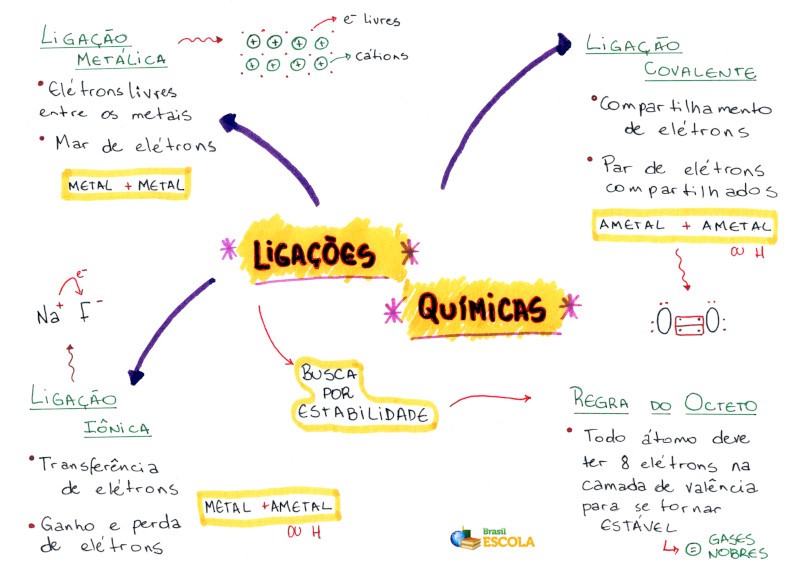 LIGAÇÃO
METÁLICA
• Elétrons livres
entre os metais
• Mar de elétrons
METAL + METAL
e- livres
cátions
LIGAÇÃO
COVALENTE
• Compartilhamento
de elétrons
• Par de elétrons
compartilhados
AMETAL + AMETAL
OU H
:O::O:
LIGAÇÕES
QUÍMICAS
e-
Na+ F-
LIGAÇÃO
IÔNICA
• Transferência
de elétrons
• Ganho e perda
de elétrons
METAL + AMETAL
OU H
BUSCA
POR
ESTABILIDADE
REGRA DO OCTETO
• Todo átomo deve
ter 8 elétrons na
camada de valência
para se tornar
ESTÁVEL
= GASES
NOBRES
Brasil
ESCOLA